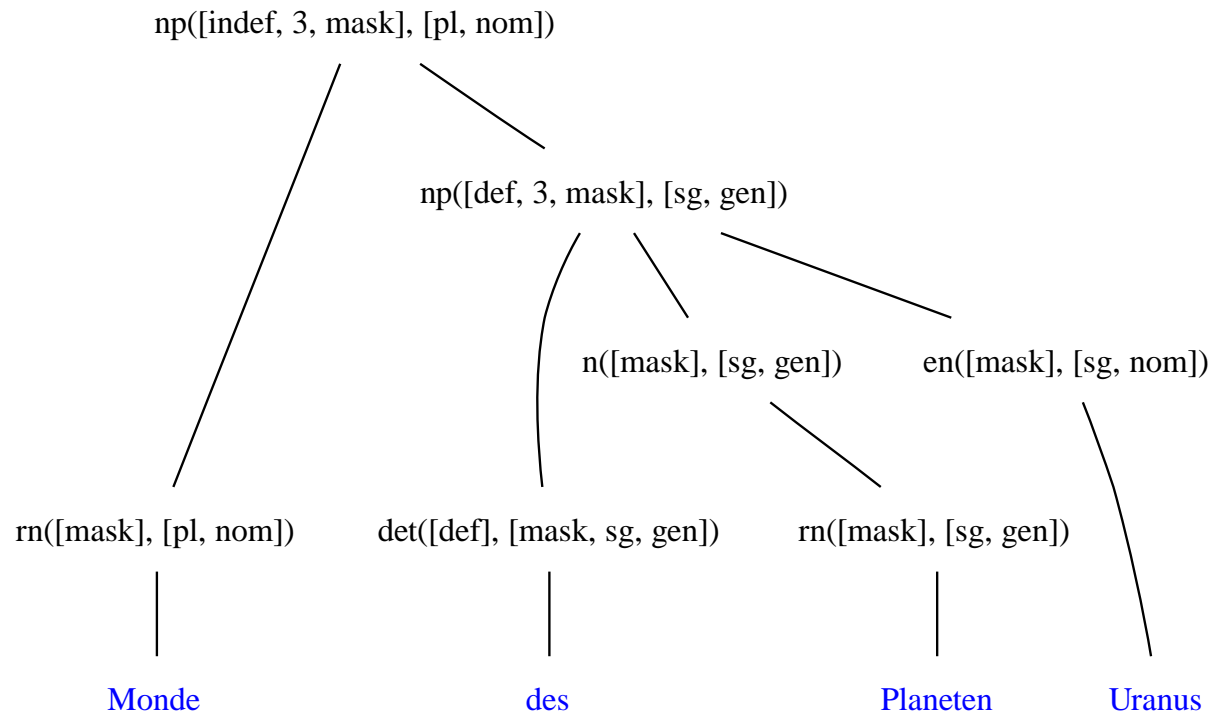 np([indef, 3, mask], [pl, nom])
np([def, 3, mask], [sg, gen])
n([mask], [sg, gen]) en([mask], [sg, nom])
rn([mask], [pl, nom]) det([def], [mask, sg, gen]) rn([mask], [sg, gen])
Monde des Planeten Uranus